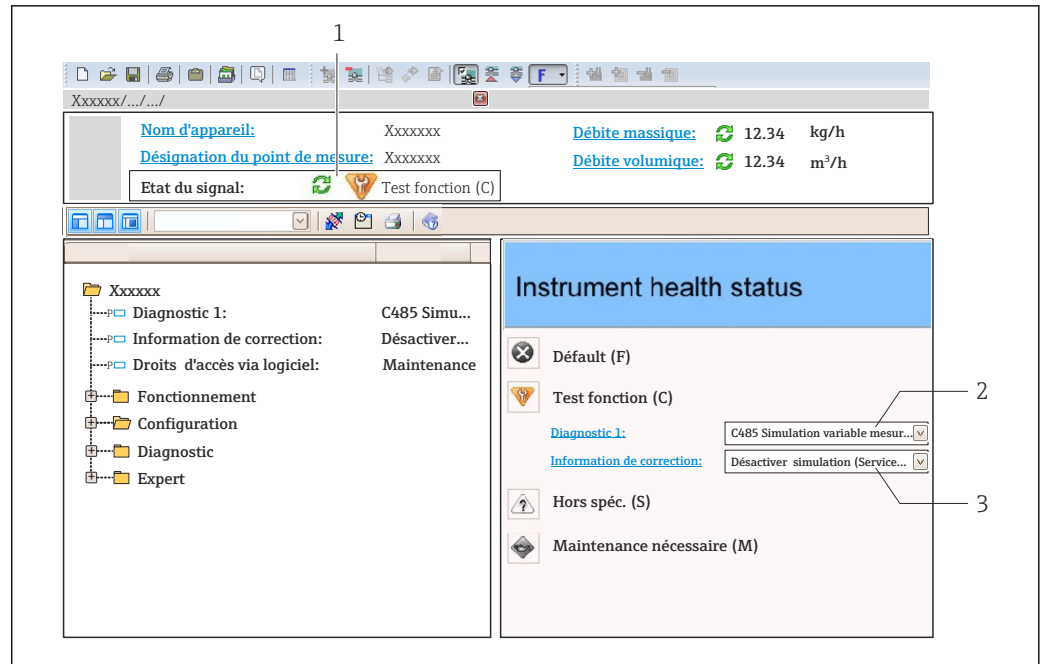 1
F
Xxxxxx/.../.../
Nom d'appareil: Xxxxxxx Débite massique: 12.34 kg/h
Désignation du point de mesure: Xxxxxxx Débite volumique: 12.34 m³/h
Etat du signal: Test fonction (C)
Xxxxxx
Diagnostic 1: C485 Simu...
Information de correction: Désactiver...
Droits d'accès via logiciel: Maintenance
Fonctionnement
Configuration
Diagnostic
Expert
Instrument health status
Défault (F)
Test fonction (C)
2
Diagnostic 1: C485 Simulation variable mesur...
Information de correction: Désactiver simulation (Service...
3
Hors spéc. (S)
Maintenance nécessaire (M)